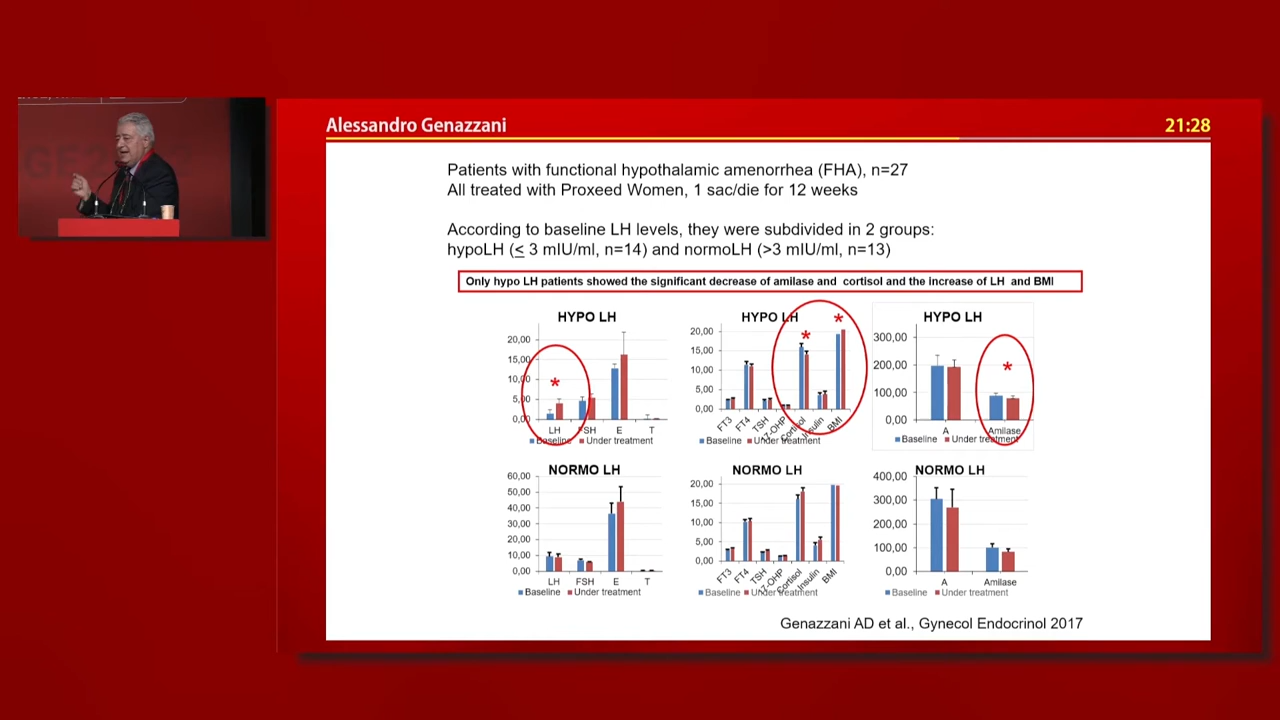 Alessandro Genazzani
21:28
Patients with functional hypothalamic amenorrhea (FHA), n=27
All treated with Proxeed Women, 1 sac/die for 12 weeks
According to baseline LH levels, they were subdivided in 2 groups:
hypoLH (≤ 3 mIU/ml, n=14) and normoLH (>3 mIU/ml, n=13)
Only hypo LH patients showed the significant decrease of amilase and cortisol and the increase of LH and BMI
HYPO LH
20,00
15,00
10,00
5,00
0,00
*
LH FSH E T
Baseline Under treatment
HYPO LH
20,00
15,00
10,00
5,00
0,00
* *
FT3 FT4 TSH 17-OHP Cortisol Insulin BMI
Baseline Under treatment
HYPO LH
300,00
200,00
100,00
0,00
*
A Amilase
Baseline Under treatment
NORMO LH
60,00
50,00
40,00
30,00
20,00
10,00
0,00
LH FSH E T
Baseline Under treatment
NORMO LH
20,00
15,00
10,00
5,00
0,00
FT3 FT4 TSH 17-OHP Cortisol Insulin BMI
Baseline Under treatment
NORMO LH
400,00
300,00
200,00
100,00
0,00
A Amilase
Baseline Under treatment
Genazzani AD et al., Gynecol Endocrinol 2017